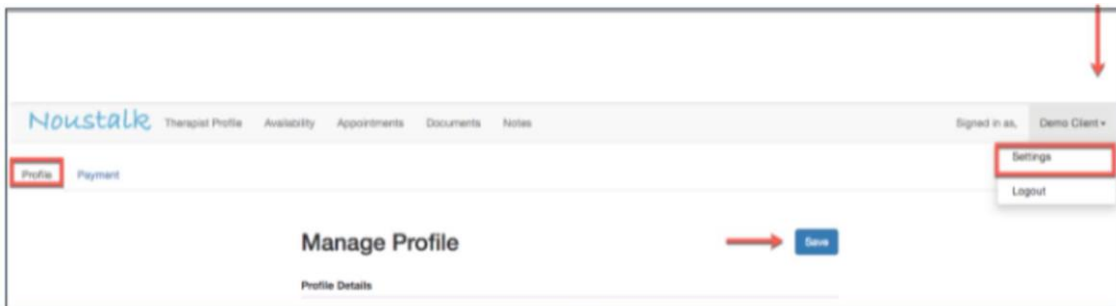 Noustalk Therapist Profile Availability Appointments Documents Notes Signed in as, Demo Client
Settings
Profile Payment
Logout
Manage Profile Save
Profile Details